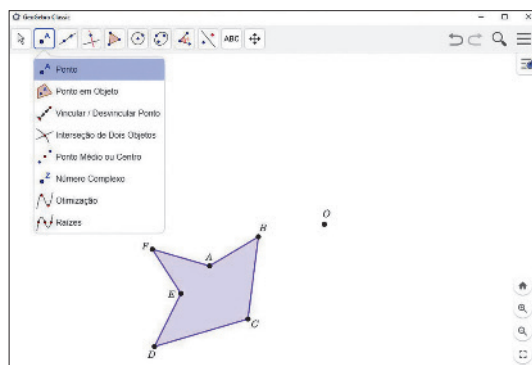 GeoGebra Classic
ABC
Ponto
Ponto em Objeto
Vincular / Desvincular Ponto
Interseção de Dois Objetos
Ponto Médio ou Centro
Número Complexo
Otimização
Raízes
O
B
F
A
E
C
D